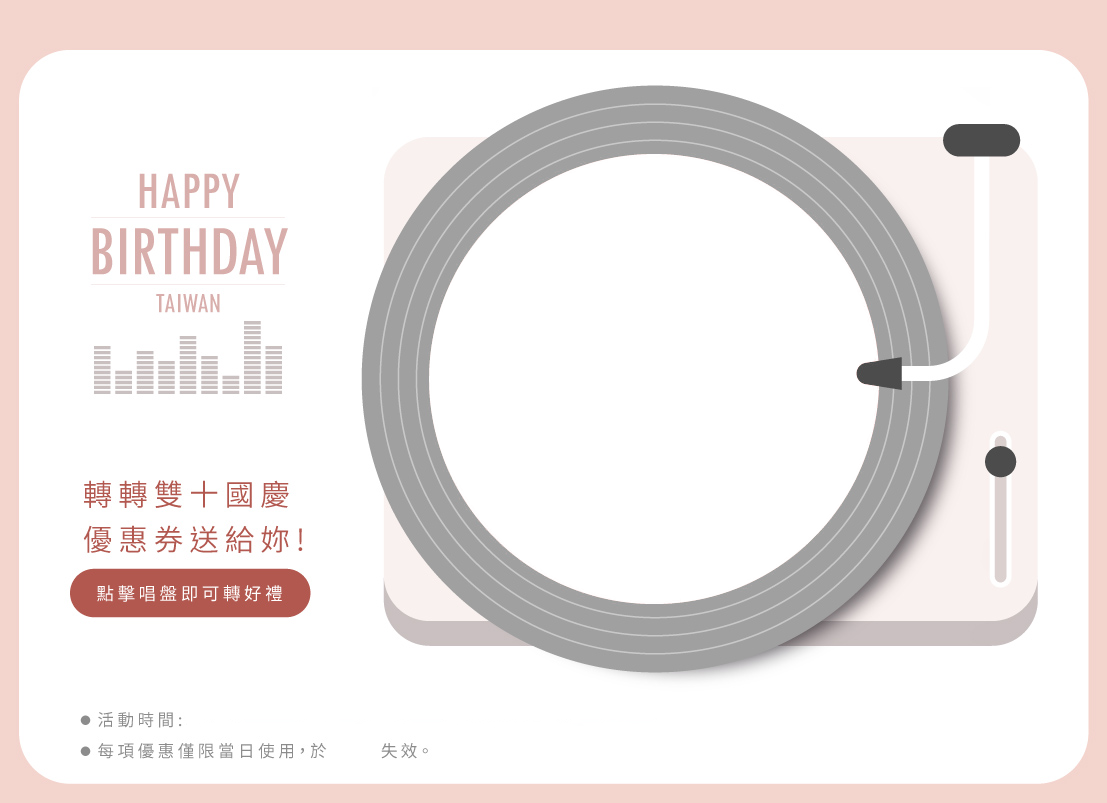 HAPPY
BIRTHDAY
TAIWAN
轉轉雙十國慶
優惠券送給妳!
點擊唱盤即可轉好禮
●活動時間:
●每項優惠僅限當日使用,於 失效。